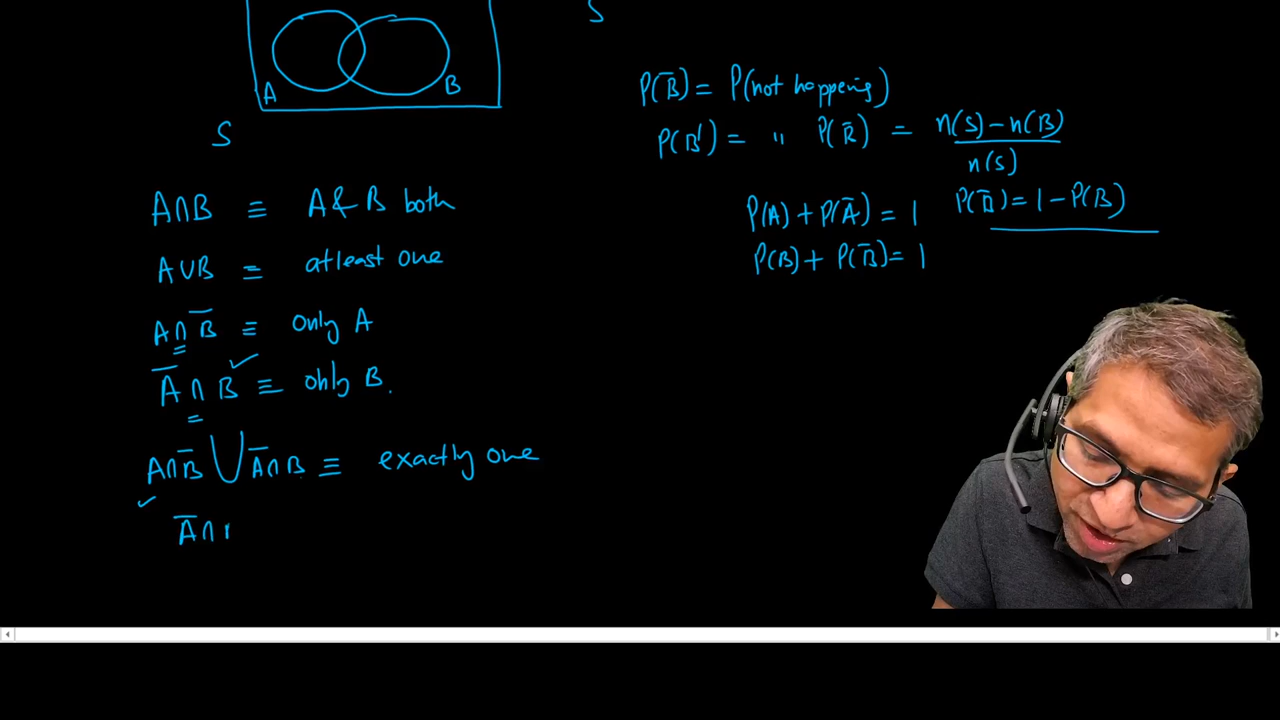 A
B
S
S
A∩B ≡ A & B both
A∪B ≡ atleast one
A∩B̅ ≡ only A
A̅∩B ≡ only B.
A∩B̅ ∪ A̅∩B ≡ exactly one
A̅∩
P(B̅) = P(not happening)
P(B') = " P(B̅) = n(S) − n(B)
n(S)
P(A) + P(A̅) = 1
P(B̅) = 1 − P(B)
P(B) + P(B̅) = 1